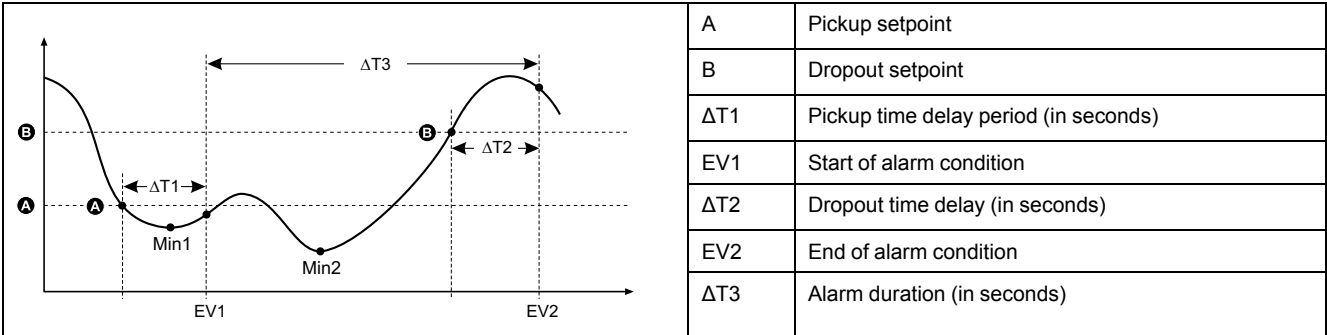 ΔT3
B
B
ΔT2
ΔT1
A
A
Min1
Min2
EV1
EV2
A Pickup setpoint
B Dropout setpoint
ΔT1 Pickup time delay period (in seconds)
EV1 Start of alarm condition
ΔT2 Dropout time delay (in seconds)
EV2 End of alarm condition
ΔT3 Alarm duration (in seconds)